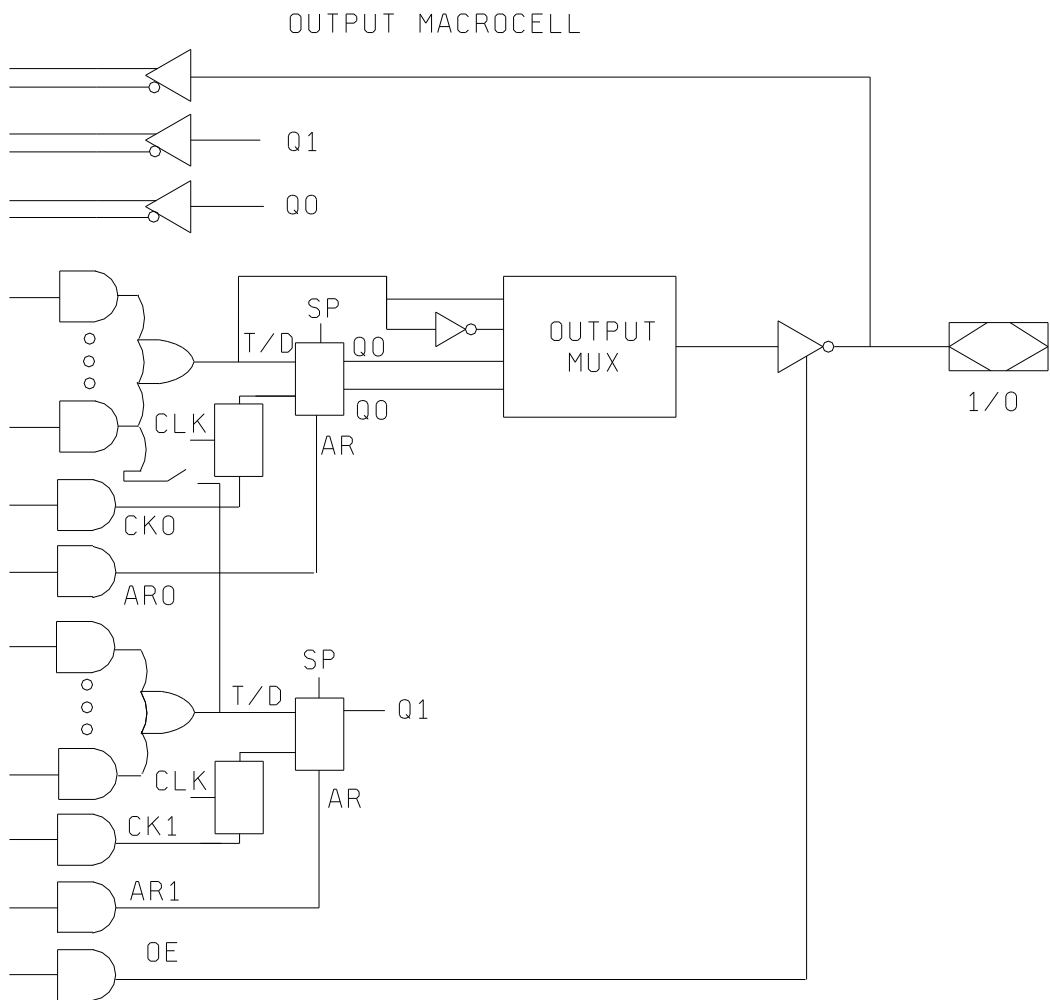 OUTPUT MACROCELL
Q1
Q0
SP
T/D
Q0
OUTPUT
MUX
1/O
Q0
CLK
AR
CK0
AR0
SP
T/D
Q1
CLK
AR
CK1
AR1
OE